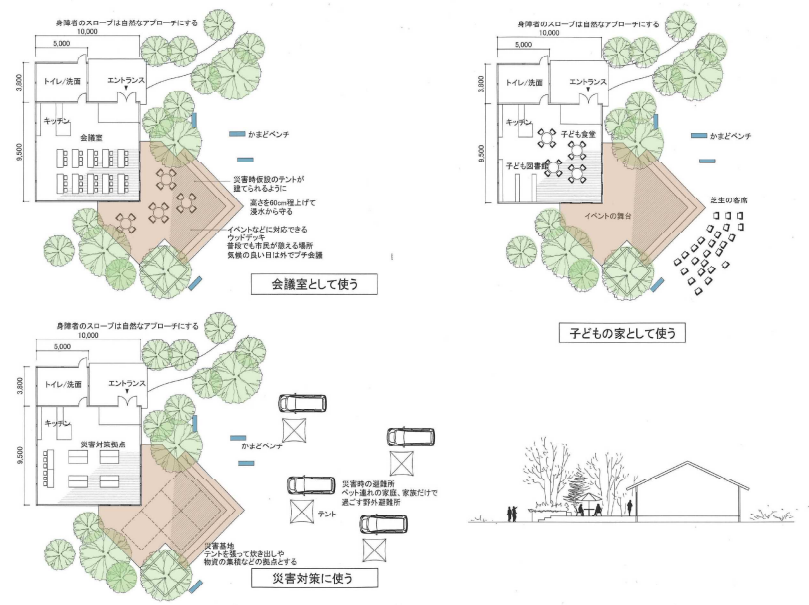 身障者のスロープは自然なアプローチにする
10,000
5,000
3,800
9,500
トイレ/洗面
エントランス
キッチン
会議室
かまどベンチ
災害時仮設のテントが
建てられるように
高さを60cm程上げて
浸水から守る
イベントなどに対応できる
ウッドデッキ
普段でも市民が憩える場所
気候の良い日は外でプチ会議
会議室として使う
身障者のスロープは自然なアプローチにする
10,000
5,000
3,800
9,500
トイレ/洗面
エントランス
キッチン
子ども食堂
子ども図書館
かまどベンチ
芝生の客席
イベントの舞台
子どもの家として使う
身障者のスロープは自然なアプローチにする
10,000
5,000
3,800
9,500
トイレ/洗面
エントランス
キッチン
災害対策拠点
かまどベンチ
災害時の避難所
ペット連れの家庭、家族だけで
過ごす野外避難所
テント
災害基地
テントを張って炊き出しや
物資の集積などの拠点とする
災害対策に使う